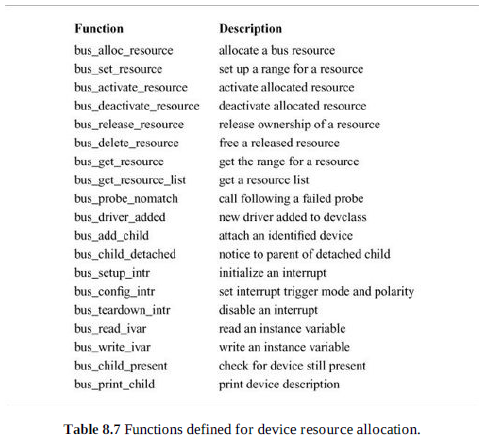 Function Description
bus_alloc_resource allocate a bus resource
bus_set_resource set up a range for a resource
bus_activate_resource activate allocated resource
bus_deactivate_resource deactivate allocated resource
bus_release_resource release ownership of a resource
bus_delete_resource free a released resource
bus_get_resource get the range for a resource
bus_get_resource_list get a resource list
bus_probe_nomatch call following a failed probe
bus_driver_added new driver added to devclass
bus_add_child attach an identified device
bus_child_detached notice to parent of detached child
bus_setup_intr initialize an interrupt
bus_config_intr set interrupt trigger mode and polarity
bus_teardown_intr disable an interrupt
bus_read_ivar read an instance variable
bus_write_ivar write an instance variable
bus_child_present check for device still present
bus_print_child print device description
Table 8.7 Functions defined for device resource allocation.